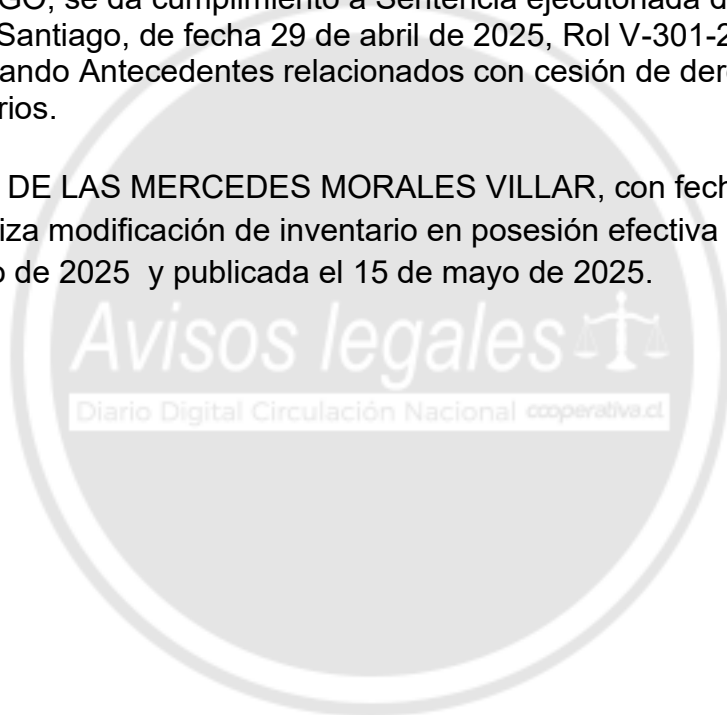 GO, se da cumplimiento a Sentencia ejecutoriada d
Santiago, de fecha 29 de abril de 2025, Rol V-301-2
ando Antecedentes relacionados con cesión de der
rios.
DE LAS MERCEDES MORALES VILLAR, con fech
iza modificación de inventario en posesión efectiva
o de 2025 y publicada el 15 de mayo de 2025.
Avisos legales
Diario Digital Circulación Nacional cooperativa.cl